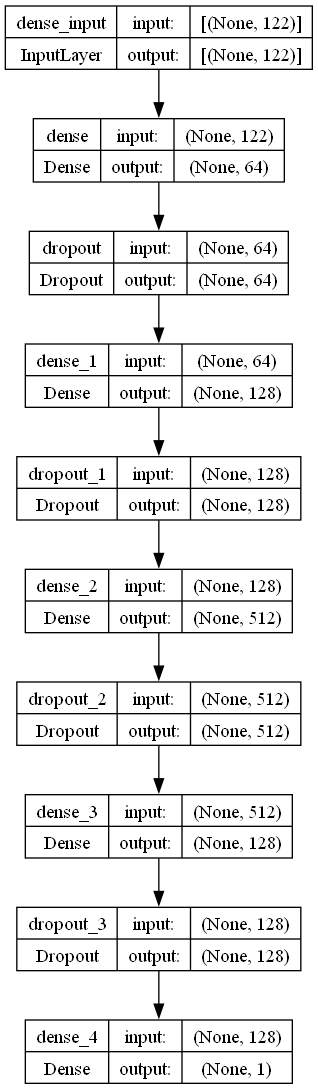 dense_input input: [(None, 122)]
InputLayer output: [(None, 122)]
dense input: (None, 122)
Dense output: (None, 64)
dropout input: (None, 64)
Dropout output: (None, 64)
dense_1 input: (None, 64)
Dense output: (None, 128)
dropout_1 input: (None, 128)
Dropout output: (None, 128)
dense_2 input: (None, 128)
Dense output: (None, 512)
dropout_2 input: (None, 512)
Dropout output: (None, 512)
dense_3 input: (None, 512)
Dense output: (None, 128)
dropout_3 input: (None, 128)
Dropout output: (None, 128)
dense_4 input: (None, 128)
Dense output: (None, 1)